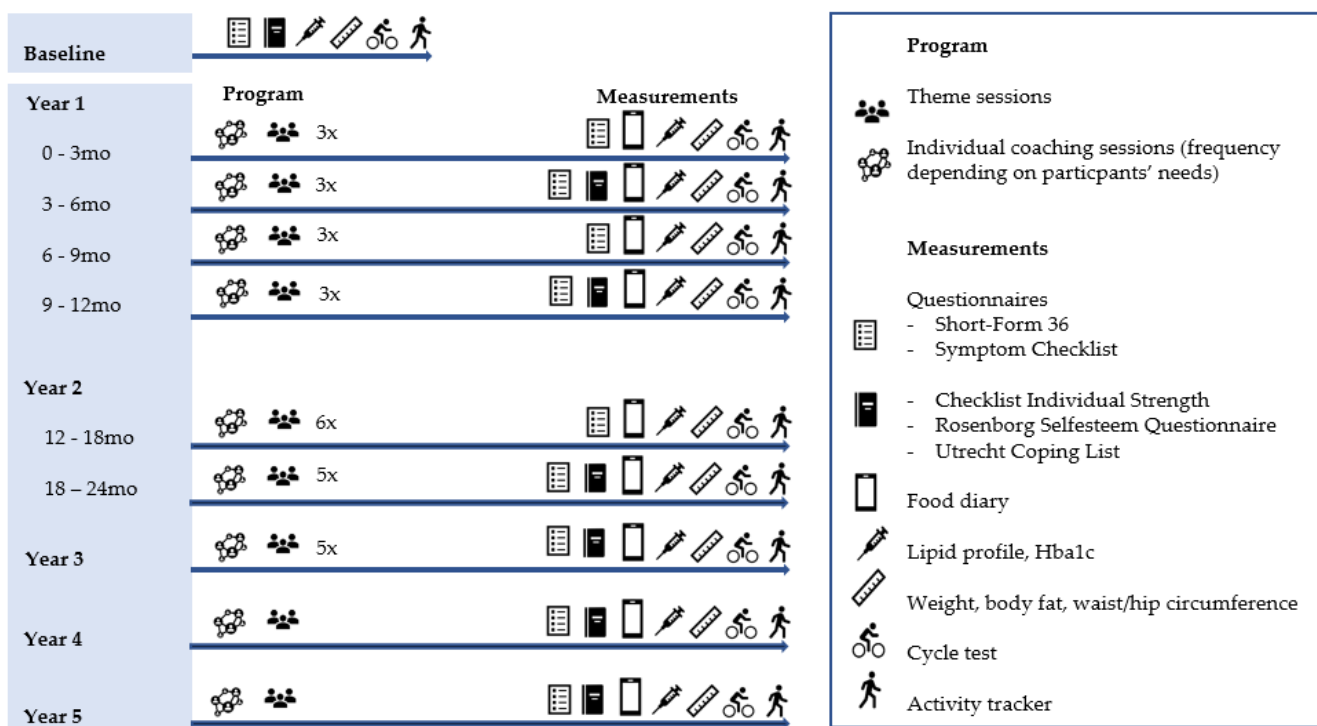 Baseline
Year 1
Program
Measurements
3x
0 - 3mo
3x
3 - 6mo
3x
6 - 9mo
3x
9 - 12mo
Year 2
6x
12 - 18mo
5x
18 – 24mo
5x
Year 3
Year 4
Year 5
Program
Theme sessions
Individual coaching sessions (frequency
depending on particpants’ needs)
Measurements
Questionnaires
- Short-Form 36
- Symptom Checklist
- Checklist Individual Strength
- Rosenborg Selfesteem Questionnaire
- Utrecht Coping List
Food diary
Lipid profile, Hba1c
Weight, body fat, waist/hip circumference
Cycle test
Activity tracker